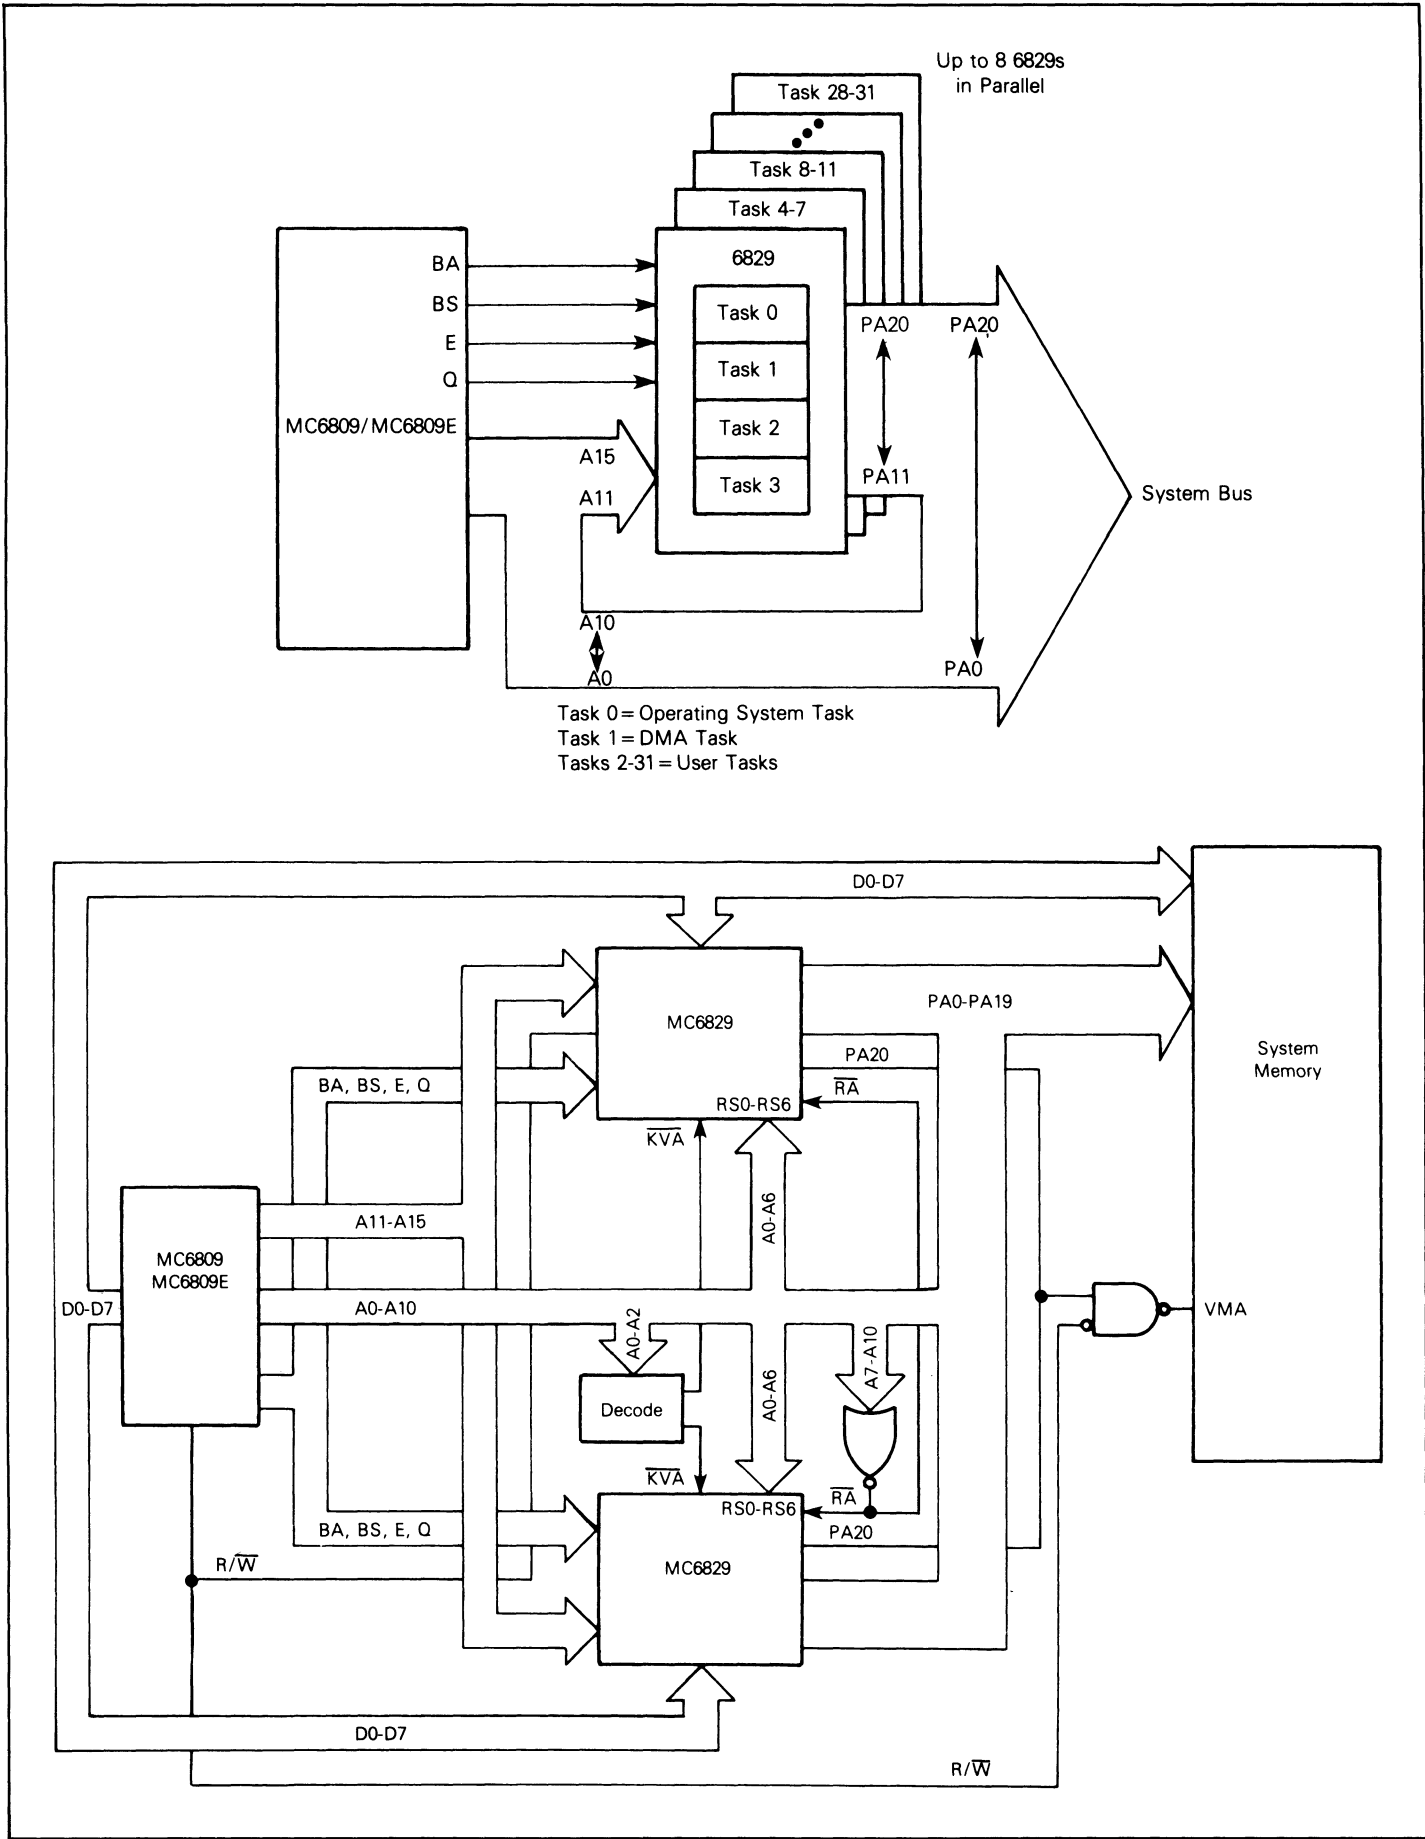 Up to 8 6829s
in Parallel
Task 28-31
Task 8-11
Task 4-7
6829
Task 0
Task 1
Task 2
Task 3
BA
BS
E
Q
MC6809/MC6809E
A15
A11
PA20
PA20
PA11
System Bus
A10
A0
PA0
Task 0=Operating System Task
Task 1=DMA Task
Tasks 2-31=User Tasks
D0-D7
MC6829
PA0-PA19
System
Memory
PA20
BA, BS, E, Q
R̅A̅
RS0-RS6
K̅V̅A̅
A0-A6
A11-A15
MC6809
MC6809E
D0-D7
A0-A10
A0-A2
A7-A10
VMA
Decode
A0-A6
K̅V̅A̅
RS0-RS6
R̅A̅
PA20
BA, BS, E, Q
R/W̅
MC6829
D0-D7
R/W̅